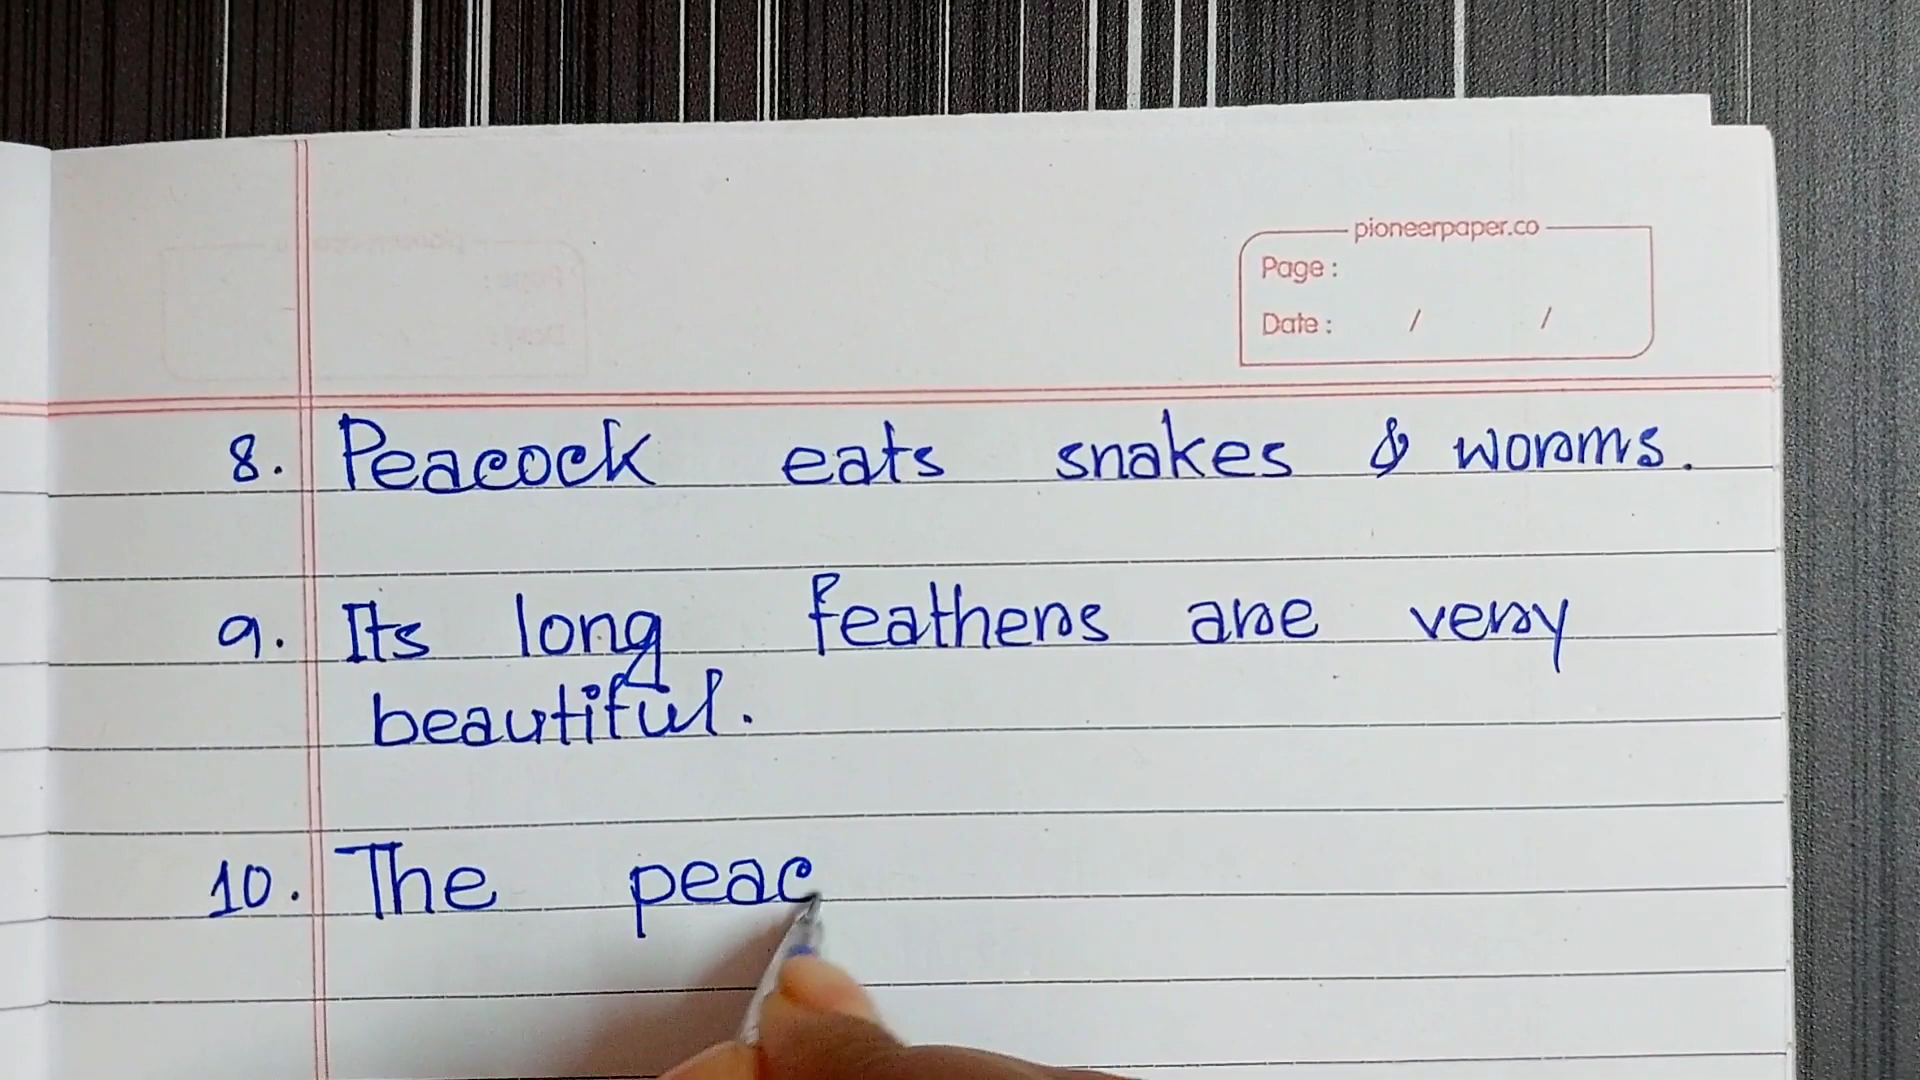 pioneerpaper.co
Page :
Date : / /
8. Peacock eats snakes & worms.
9. Its long feathers are very
beautiful.
10. The peac